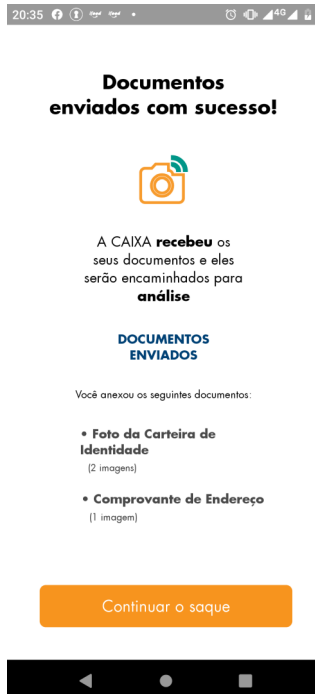 20:35
4G
Documentos
enviados com sucesso!
A CAIXA recebeu os
seus documentos e eles
serão encaminhados para
análise
DOCUMENTOS
ENVIADOS
Você anexou os seguintes documentos:
• Foto da Carteira de
Identidade
(2 imagens)
• Comprovante de Endereço
(1 imagem)
Continuar o saque